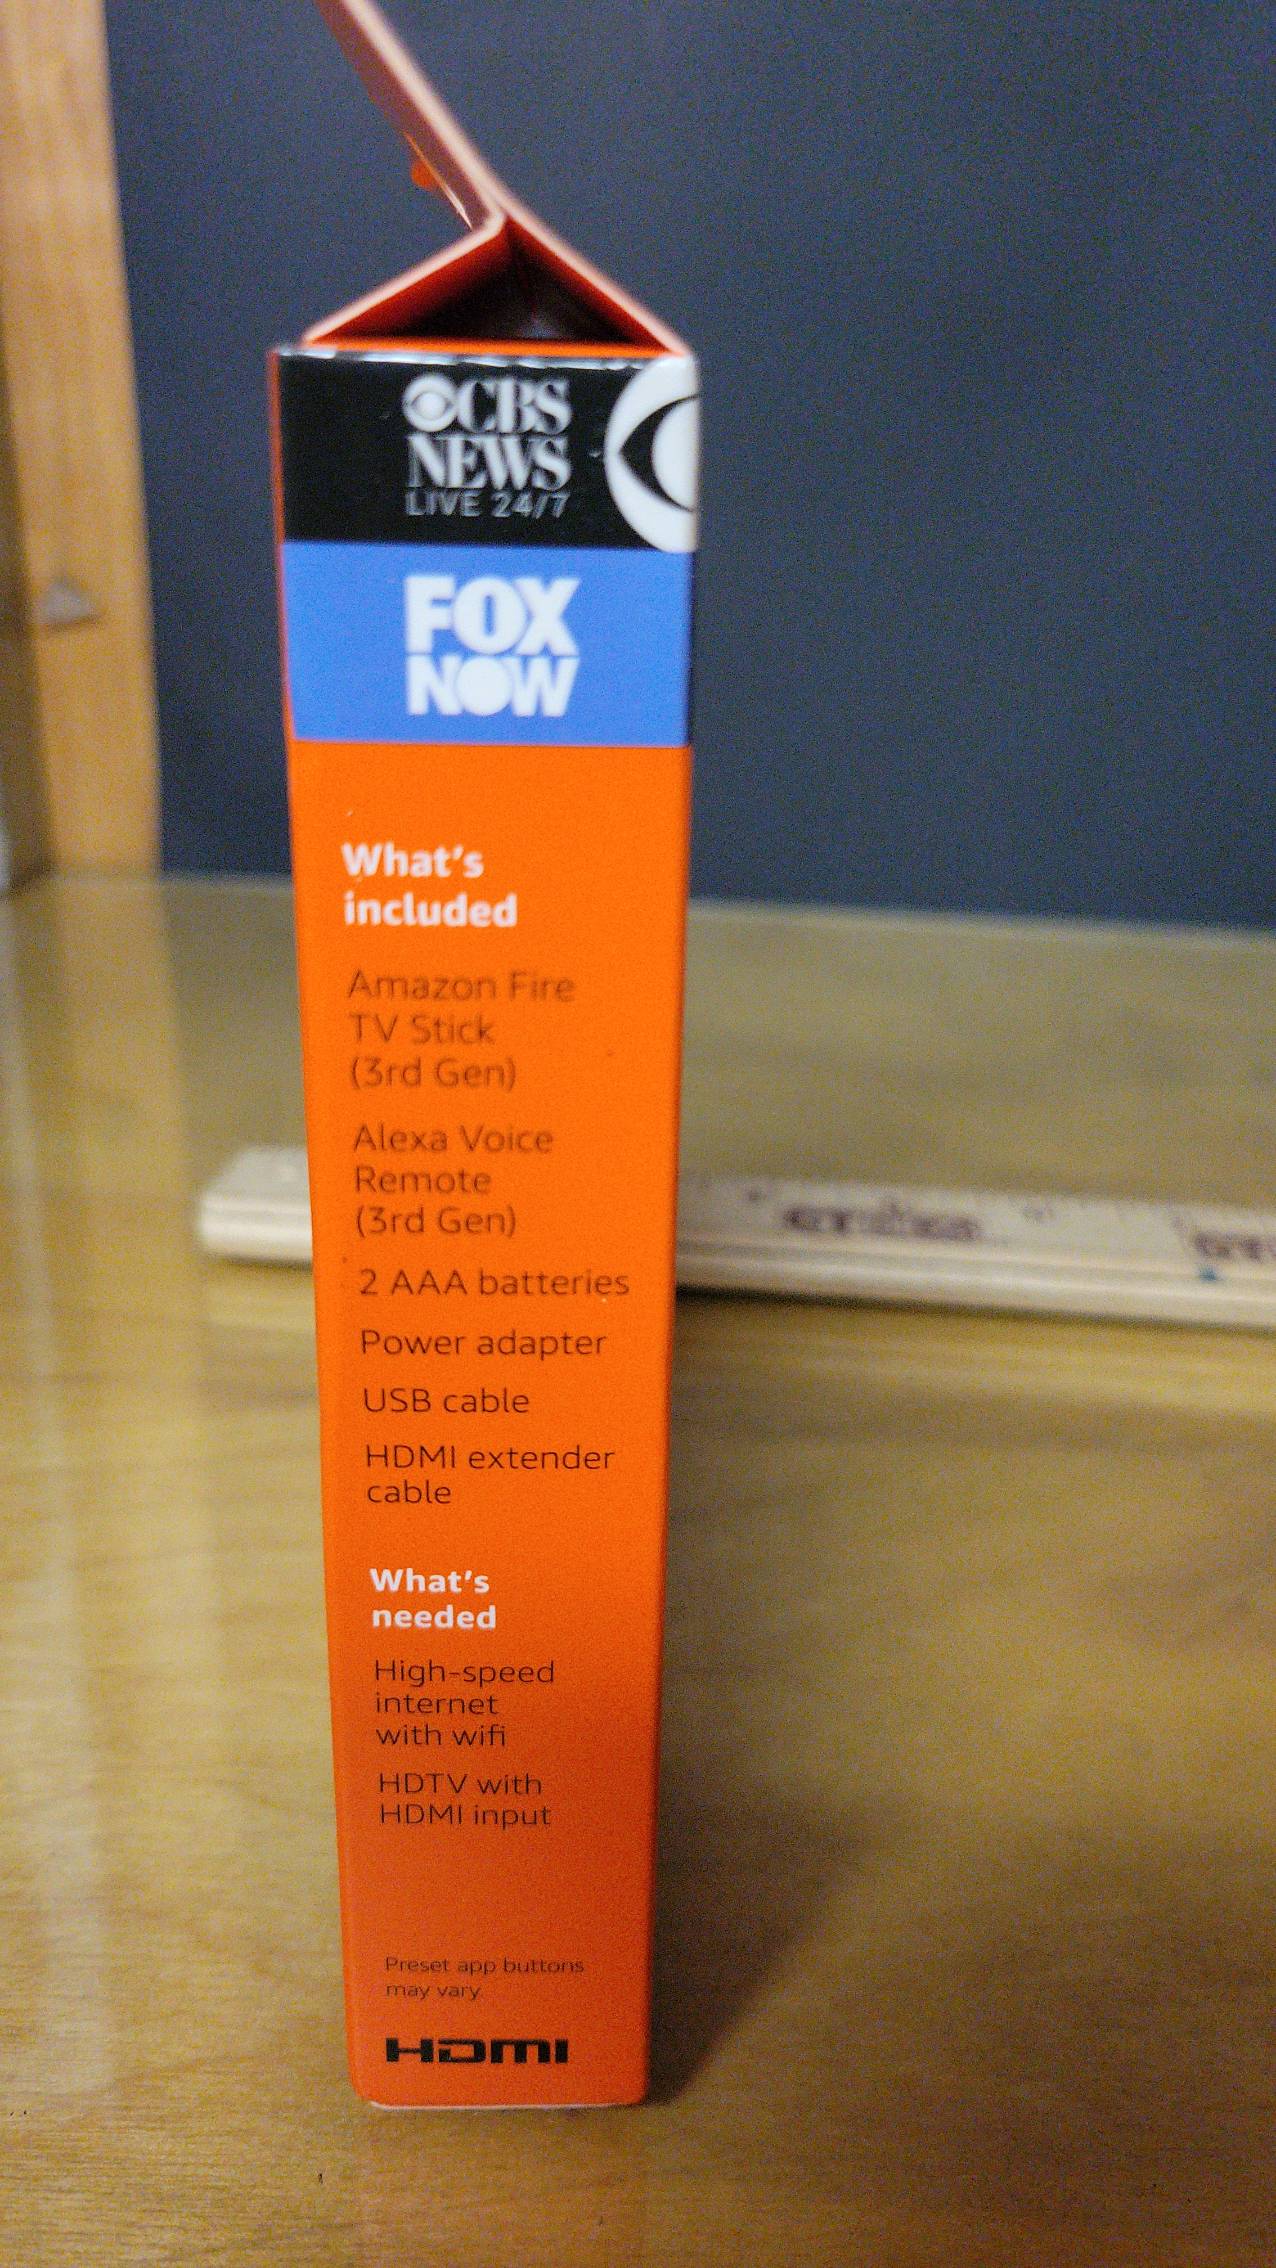 CBS
NEWS
LIVE 24/7
FOX
NOW
What's
included
Amazon Fire
TV Stick
(3rd Gen)
Alexa Voice
Remote
(3rd Gen)
2 AAA batteries
Power adapter
USB cable
HDMI extender
cable
What's
needed
High-speed
internet
with wifi
HDTV with
HDMI input
Preset app buttons
may vary
HDMI